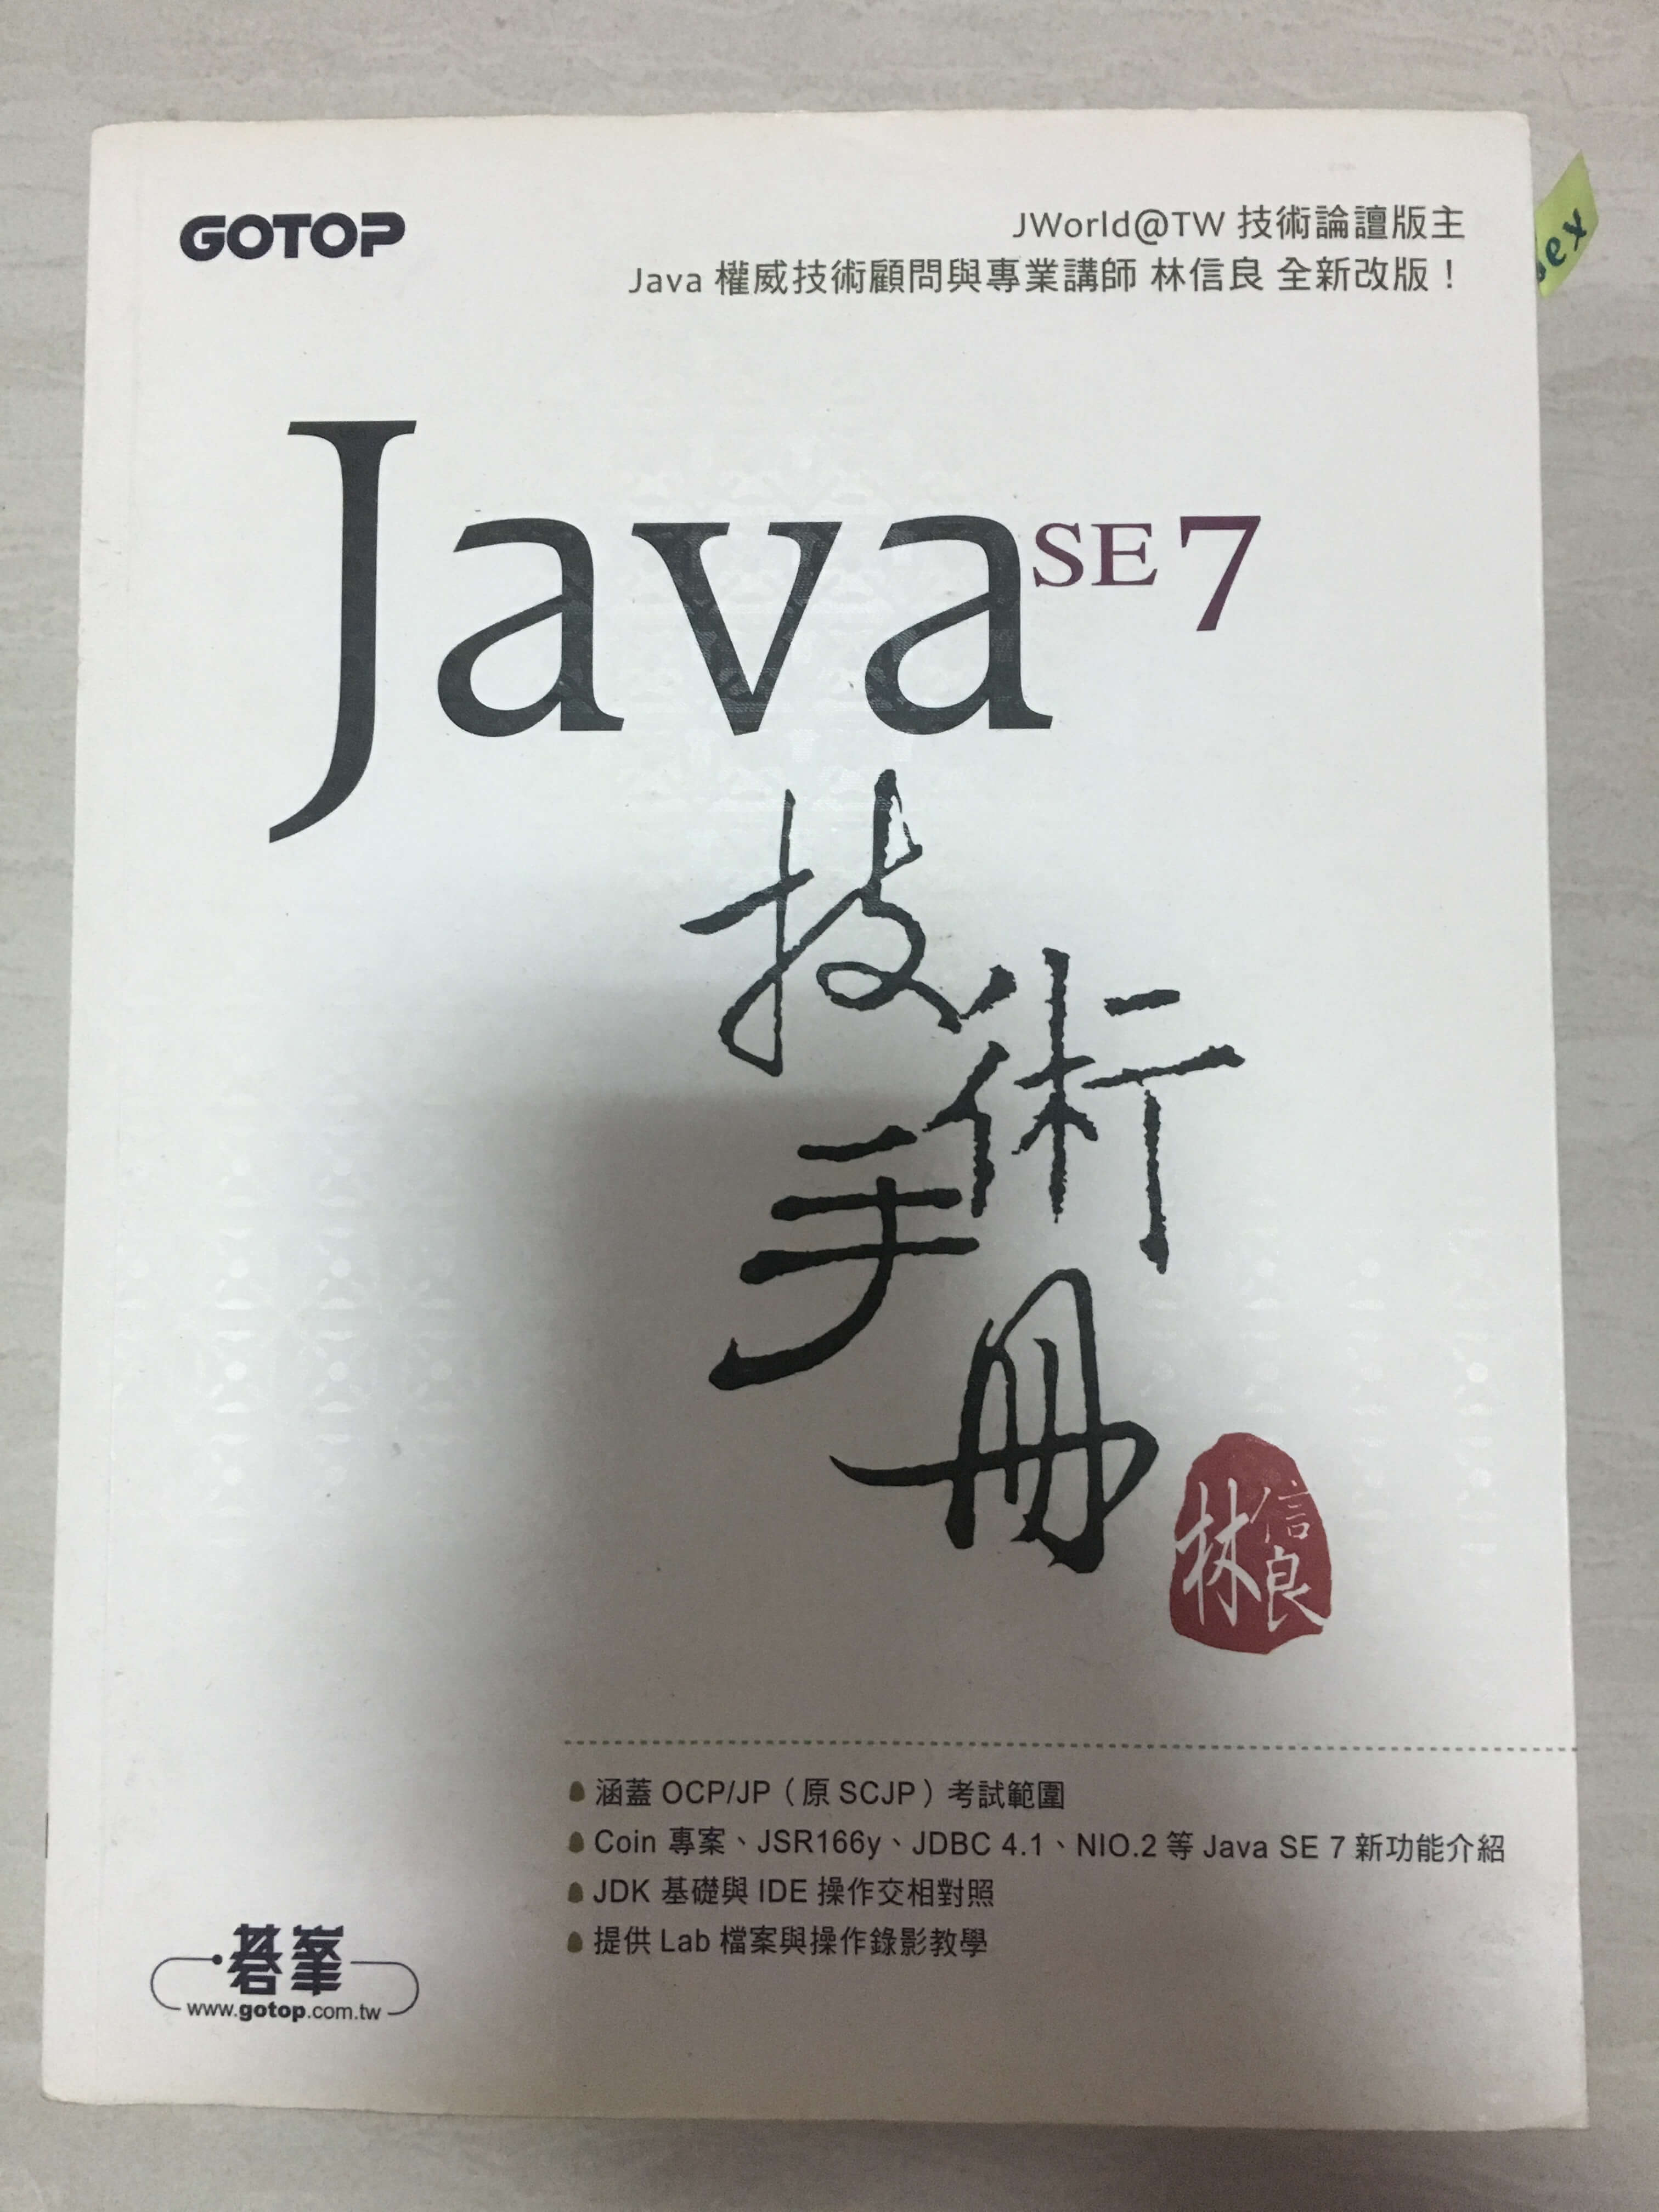 GOTOP
JWorld@TW 技術論譠版主
Java 權威技術顧問與專業講師 林信良 全新改版！
Java SE 7
技術
手冊
林信良
涵蓋 OCP/JP（原 SCJP）考試範圍
Coin 專案、JSR166y、JDBC 4.1、NIO.2 等 Java SE 7 新功能介紹
JDK 基礎與 IDE 操作交相對照
提供 Lab 檔案與操作錄影教學
碁峯
www.gotop.com.tw